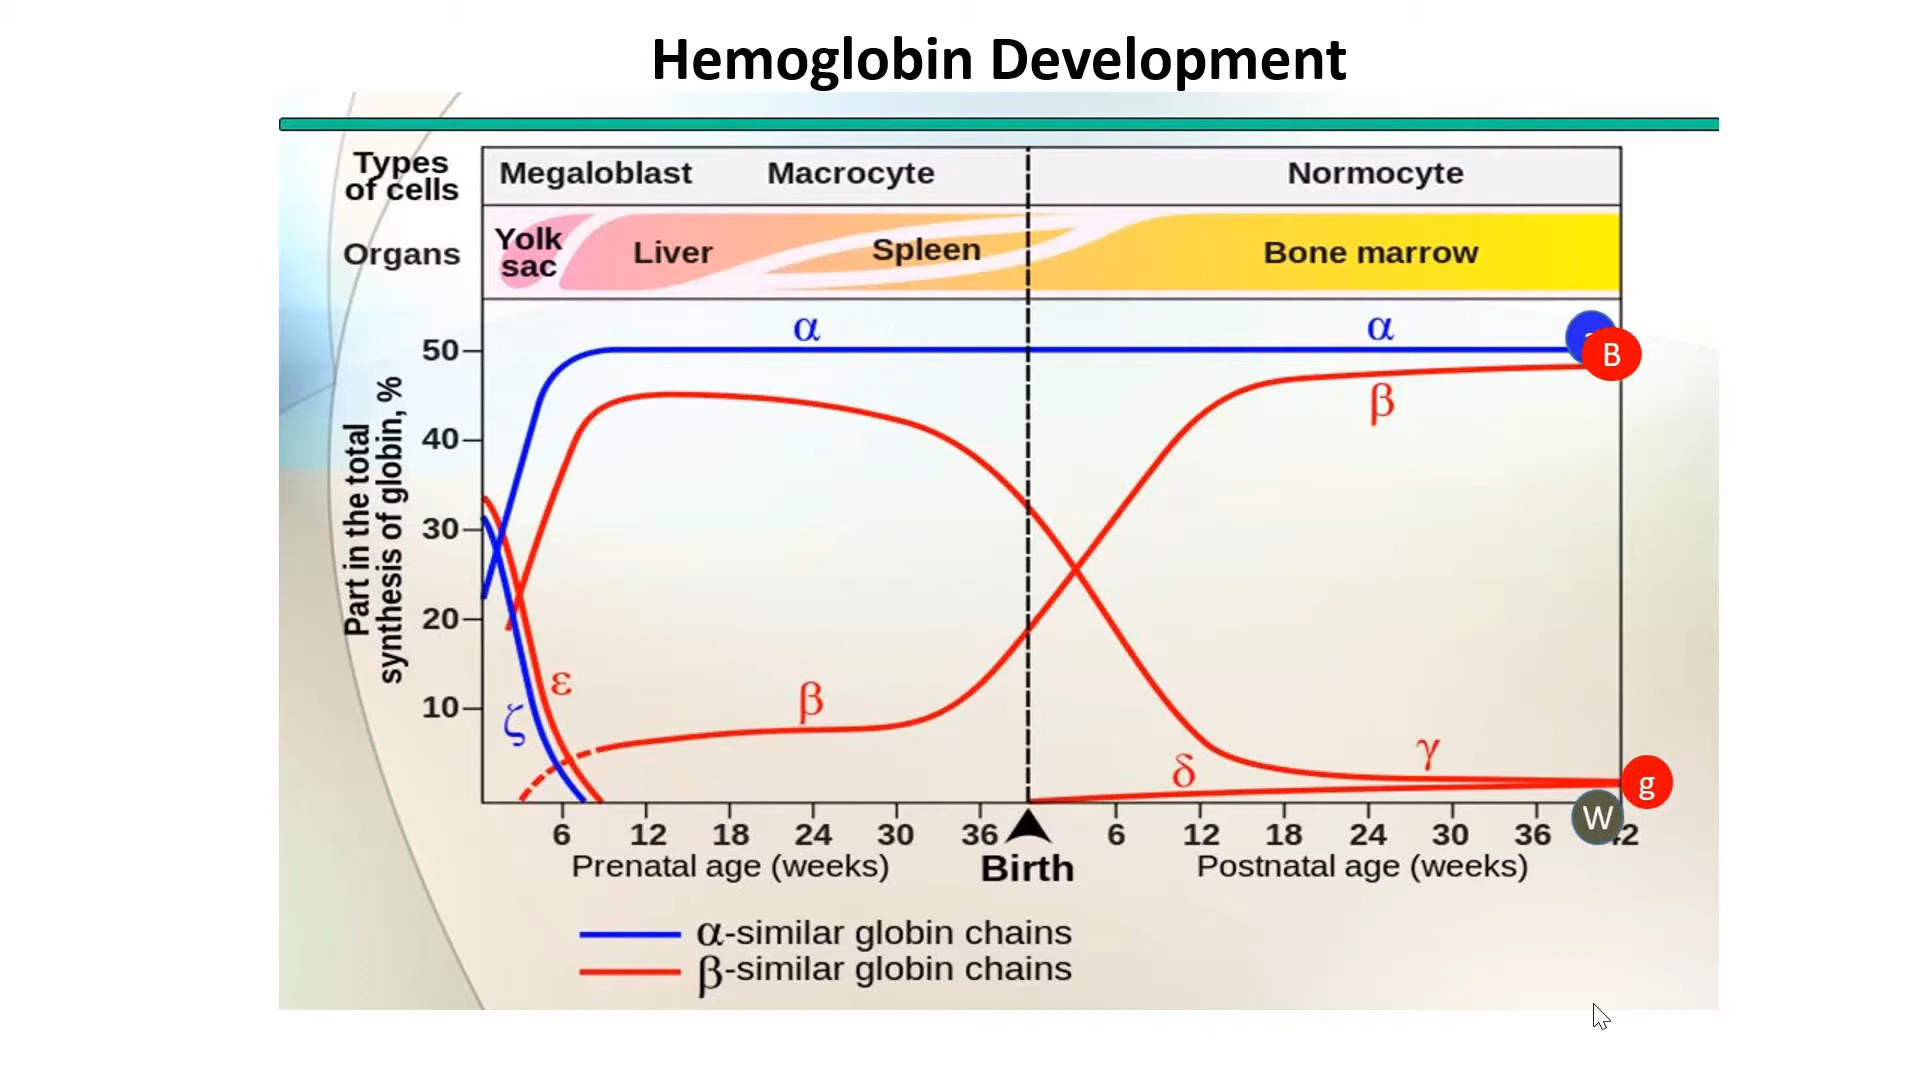 Hemoglobin Development
Types
of cells
Megaloblast
Macrocyte
Normocyte
Organs
Yolk
sac
Liver
Spleen
Bone marrow
Part in the total
synthesis of globin, %
50
40
30
20
10
α
α
B
β
ε
ζ
β
δ
γ
g
W
6
12
18
24
30
36
6
12
18
24
30
36
42
Prenatal age (weeks)
Birth
Postnatal age (weeks)
α-similar globin chains
β-similar globin chains